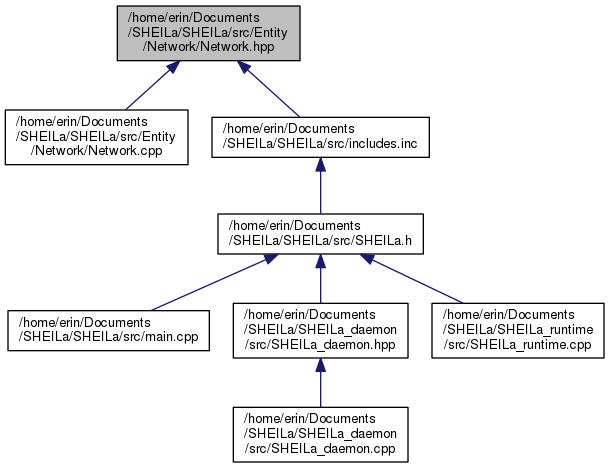 /home/erin/Documents
/SHEILa/SHEILa/src/Entity
/Network/Network.hpp
/home/erin/Documents
/SHEILa/SHEILa/src/Entity
/Network/Network.cpp
/home/erin/Documents
/SHEILa/SHEILa/src/includes.inc
/home/erin/Documents
/SHEILa/SHEILa/src/SHEILa.h
/home/erin/Documents
/SHEILa/SHEILa/src/main.cpp
/home/erin/Documents
/SHEILa/SHEILa_daemon
/src/SHEILa_daemon.hpp
/home/erin/Documents
/SHEILa/SHEILa_runtime
/src/SHEILa_runtime.cpp
/home/erin/Documents
/SHEILa/SHEILa_daemon
/src/SHEILa_daemon.cpp